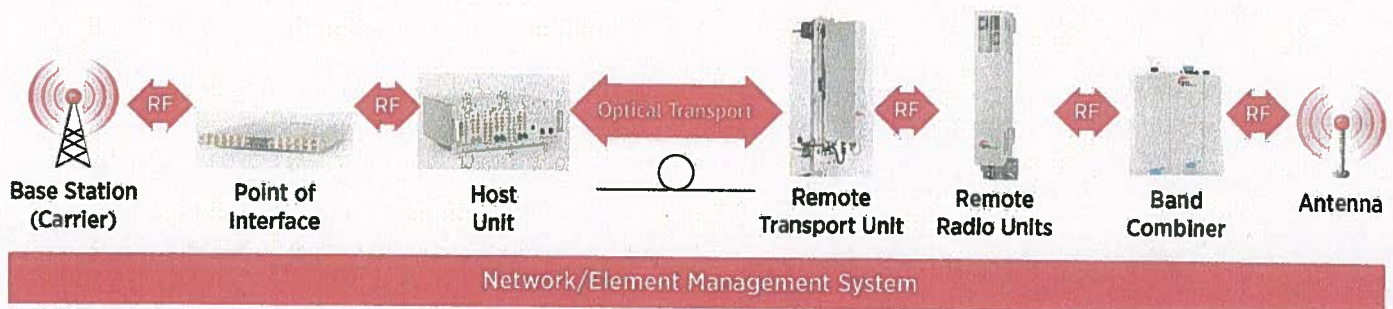 RF
RF
Optical Transport
RF
RF
RF
Base Station
(Carrier)
Point of
Interface
Host
Unit
Remote
Transport Unit
Remote
Radio Units
Band
Combiner
Antenna
Network/Element Management System